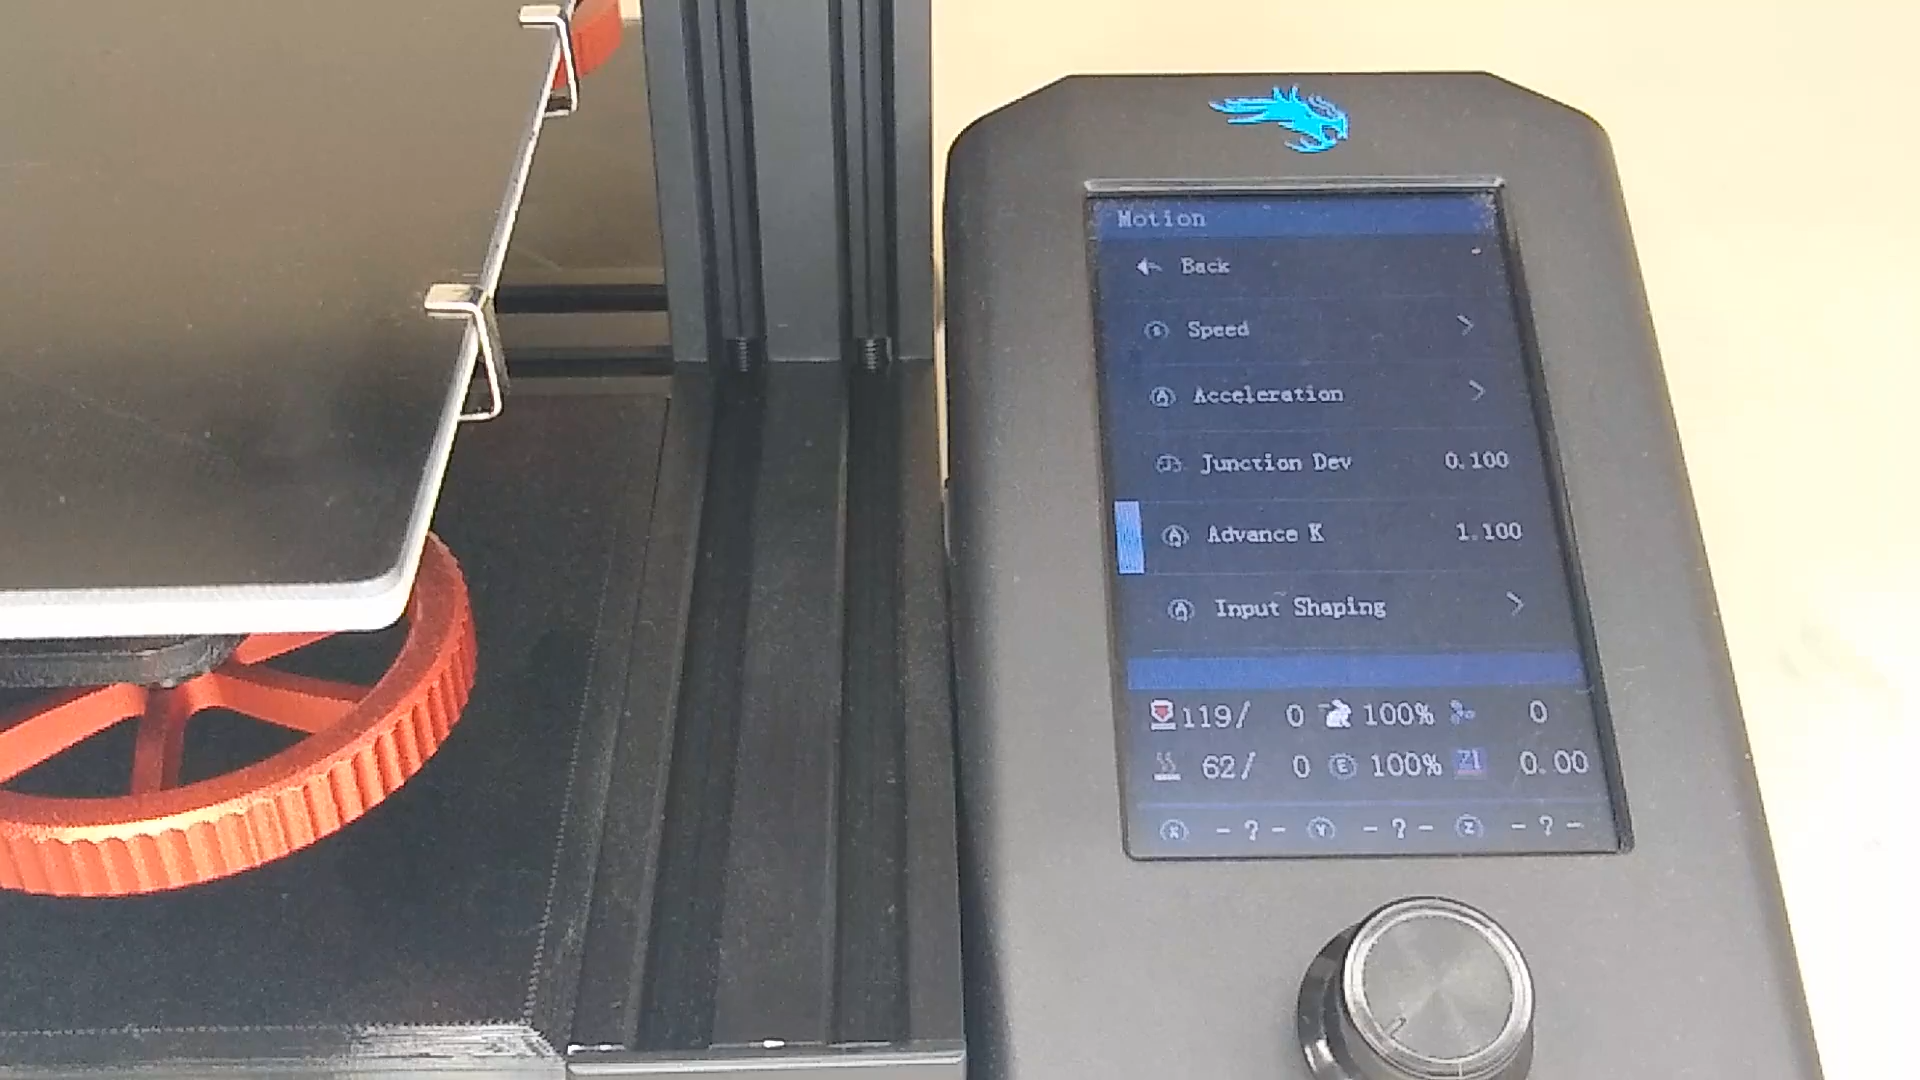 Motion
Back
Speed
Acceleration
Junction Dev 0.100
Advance K 1.100
Input Shaping
119/ 0 100% 0
62/ 0 E 100% Z 0.00
X -?- Y -?- Z -?-